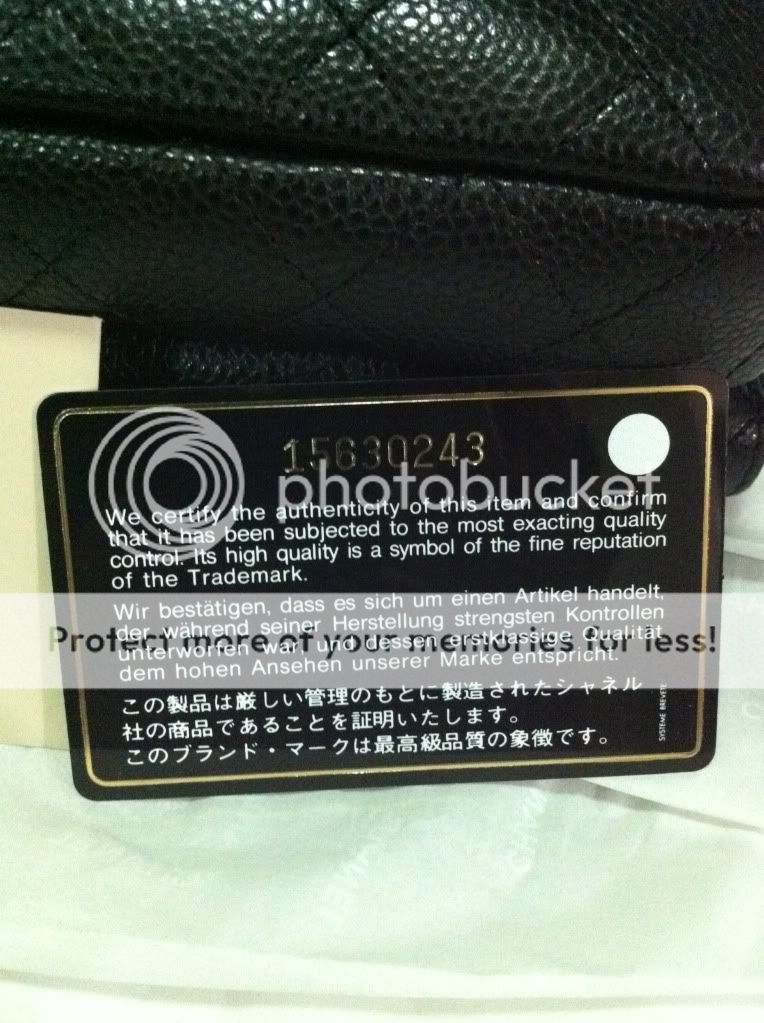 15630243
photobucket
We certify the authenticity of this item and confirm
that it has been subjected to the most exacting quality
control. Its high quality is a symbol of the fine reputation
of the Trademark.
Wir bestätigen, dass es sich um einen Artikel handelt,
der während seiner Herstellung strengsten Kontrollen
Protect more of your memories for less!
unterworfen war und dessen erstklassige Qualität
dem hohen Ansehen unserer Marke entspricht.
この製品は厳しい管理のもとに製造されたシャネル
社の商品であることを証明いたします。
このブランド・マークは最高級品質の象徴です。
SYSTEME BREVETE
CHANEL